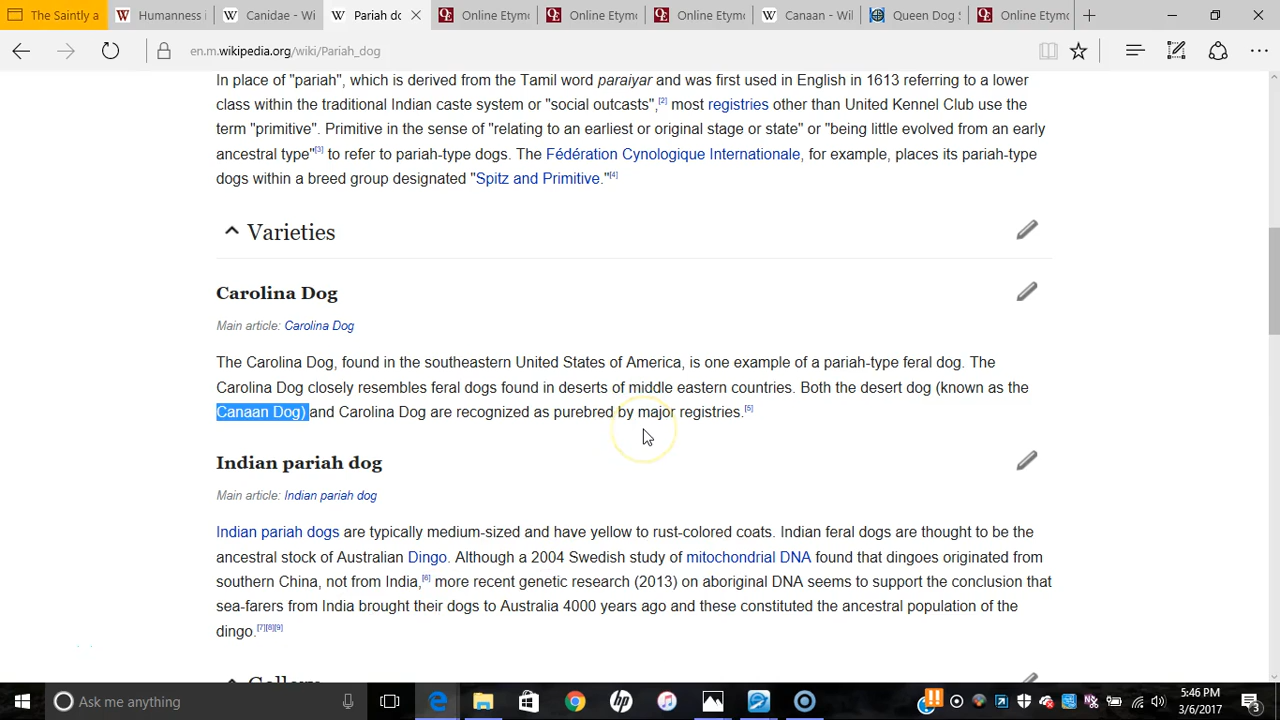 The Saintly a
Humanness i
Canidae - Wi
Pariah do
Online Etymo
Online Etymo
Online Etymo
Canaan - Wil
Queen Dog S
Online Etymo
en.m.wikipedia.org/wiki/Pariah_dog
In place of "pariah", which is derived from the Tamil word paraiyar and was first used in English in 1613 referring to a lower
class within the traditional Indian caste system or "social outcasts",[2] most registries other than United Kennel Club use the
term "primitive". Primitive in the sense of "relating to an earliest or original stage or state" or "being little evolved from an early
ancestral type"[3] to refer to pariah-type dogs. The Fédération Cynologique Internationale, for example, places its pariah-type
dogs within a breed group designated "Spitz and Primitive."[4]
Varieties
Carolina Dog
Main article: Carolina Dog
The Carolina Dog, found in the southeastern United States of America, is one example of a pariah-type feral dog. The
Carolina Dog closely resembles feral dogs found in deserts of middle eastern countries. Both the desert dog (known as the
Canaan Dog) and Carolina Dog are recognized as purebred by major registries.[5]
Indian pariah dog
Main article: Indian pariah dog
Indian pariah dogs are typically medium-sized and have yellow to rust-colored coats. Indian feral dogs are thought to be the
ancestral stock of Australian Dingo. Although a 2004 Swedish study of mitochondrial DNA found that dingoes originated from
southern China, not from India,[6] more recent genetic research (2013) on aboriginal DNA seems to support the conclusion that
sea-farers from India brought their dogs to Australia 4000 years ago and these constituted the ancestral population of the
dingo.[7][8][9]
Gallery
Ask me anything
5:46 PM
3/6/2017
3